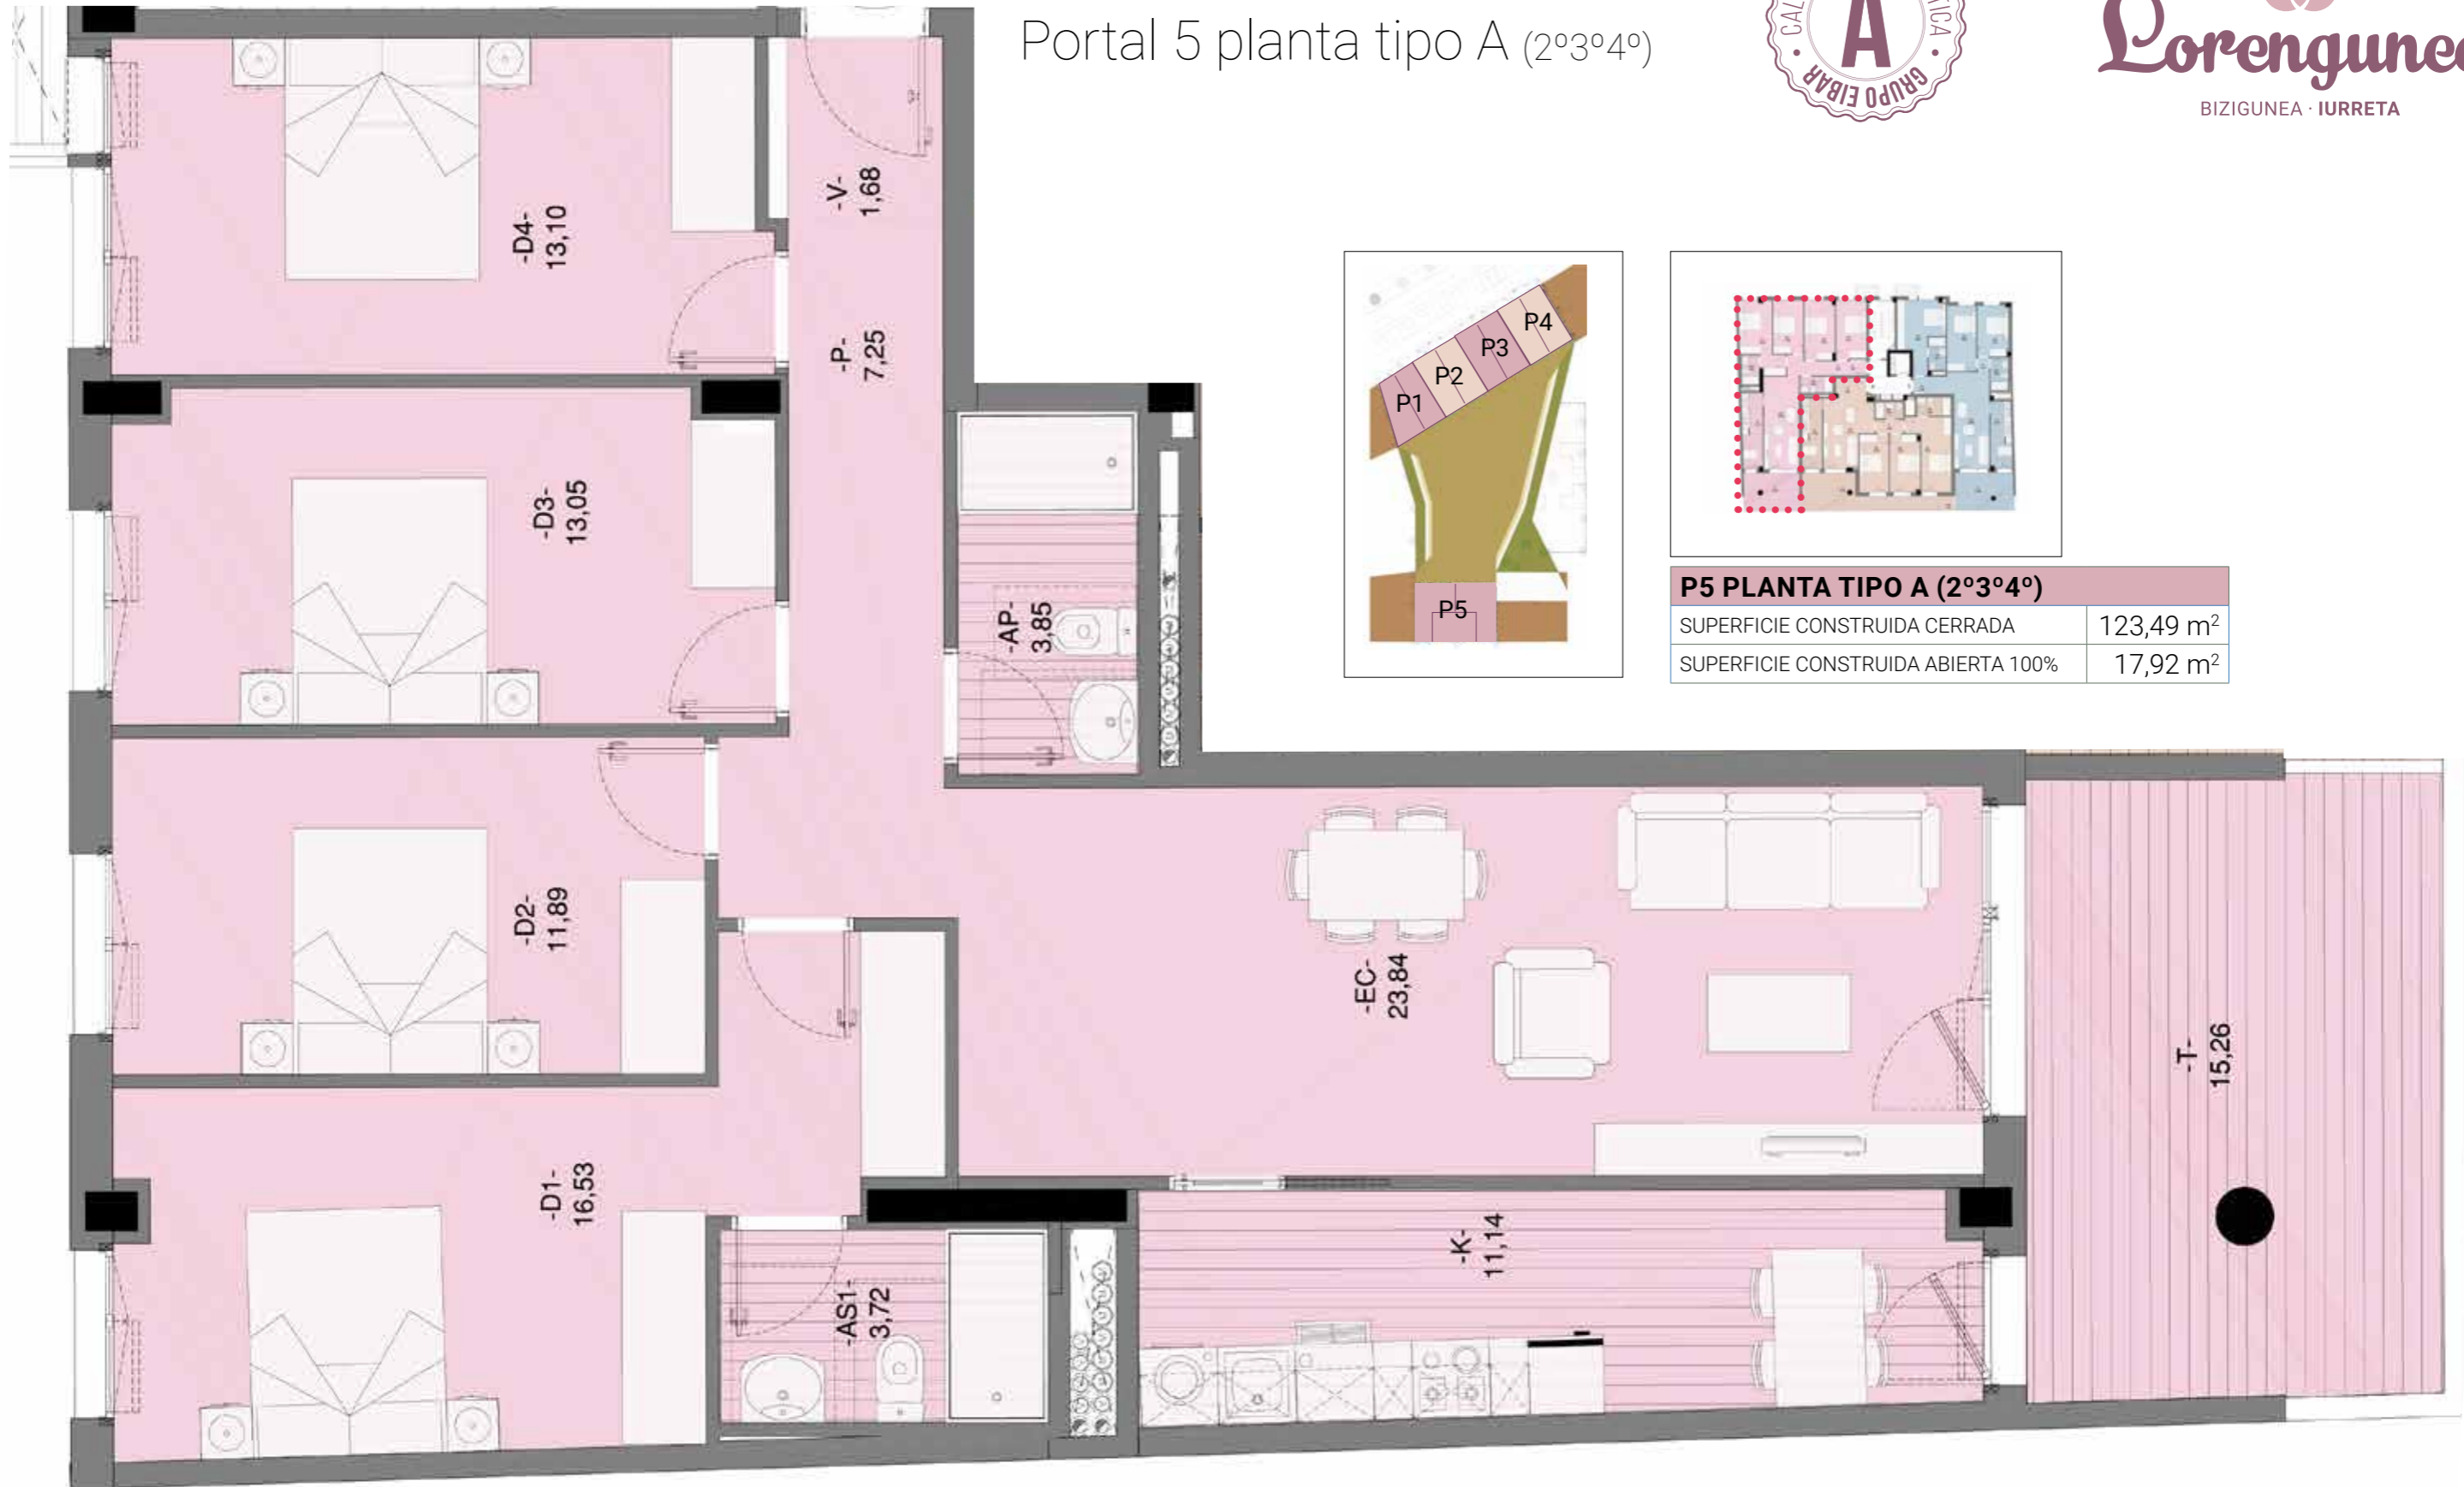 Portal 5 planta tipo A (2º3º4º)
A
GRUPO EIBAR
Lorengunea
BIZIGUNEA · IURRETA
-D4-
13,10
-V-
1,68
-P-
7,25
-D3-
13,05
-AP-
3,85
P4
P3
P2
P1
P5
P5 PLANTA TIPO A (2º3º4º)
SUPERFICIE CONSTRUIDA CERRADA 123,49 m²
SUPERFICIE CONSTRUIDA ABIERTA 100% 17,92 m²
-D2-
11,89
-EC-
23,84
-T-
15,26
-D1-
16,53
-AS1-
3,72
-K-
11,14